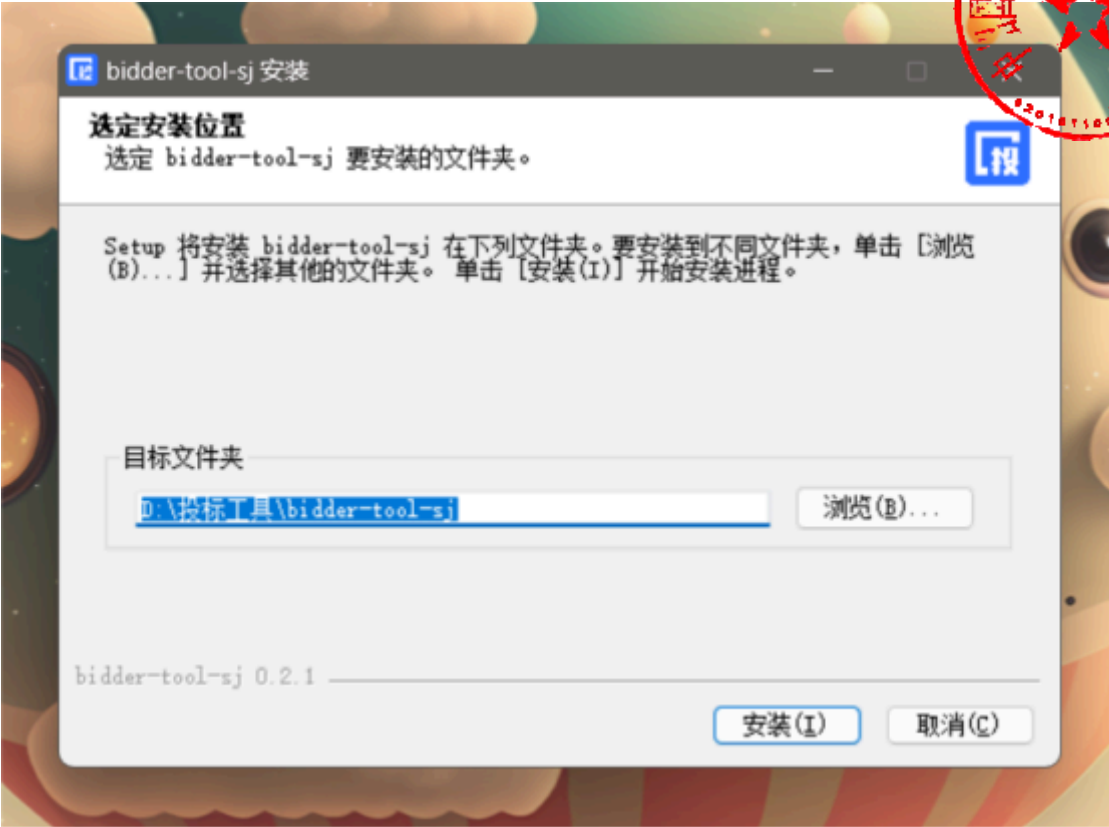 bidder-tool-sj 安装
选定安装位置
选定 bidder-tool-sj 要安装的文件夹。
投
Setup 将安装 bidder-tool-sj 在下列文件夹。要安装到不同文件夹，单击 [浏览
(B)...] 并选择其他的文件夹。 单击 [安装(I)] 开始安装进程。
目标文件夹
D:\投标工具\bidder-tool-sj
浏览(B)...
bidder-tool-sj 0.2.1
安装(I)
取消(C)